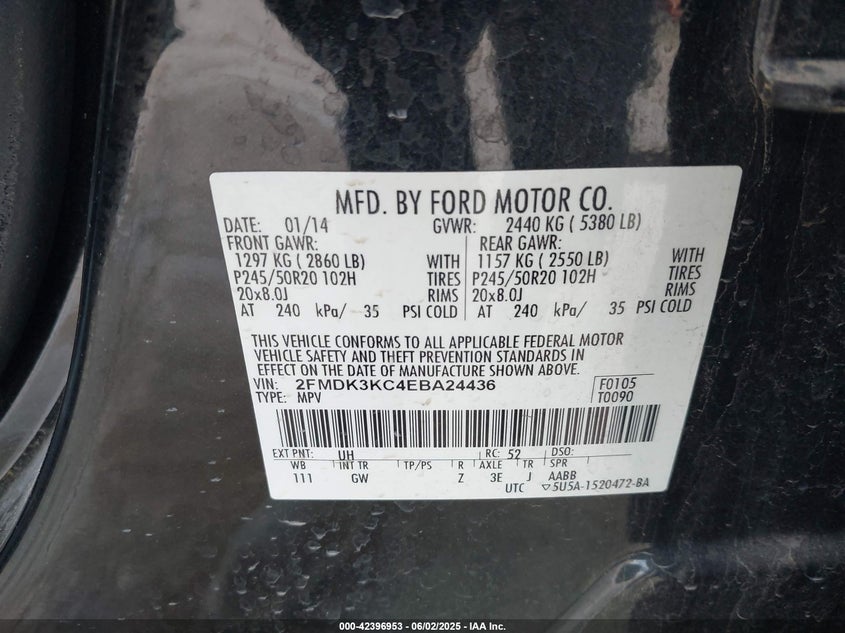 MFD. BY FORD MOTOR CO.
DATE: 01/14 GVWR: 2440 KG ( 5380 LB)
FRONT GAWR: REAR GAWR:
1297 KG ( 2860 LB) WITH 1157 KG ( 2550 LB) WITH
P245/50R20 102H TIRES P245/50R20 102H TIRES
20x8.0J RIMS 20x8.0J RIMS
AT 240 kPa/ 35 PSI COLD AT 240 kPa/ 35 PSI COLD
THIS VEHICLE CONFORMS TO ALL APPLICABLE FEDERAL MOTOR
VEHICLE SAFETY AND THEFT PREVENTION STANDARDS IN
EFFECT ON THE DATE OF MANUFACTURE SHOWN ABOVE.
VIN: 2FMDK3KC4EBA24436 F0105
TYPE: MPV T0090
EXT PNT: UH RC: 52 DSO:
WB INT TR TP/PS R AXLE TR SPR
111 GW Z 3E J AABB
UTC ▽5U5A-1520472-BA
000-42396953 - 06/02/2025 - IAA Inc.